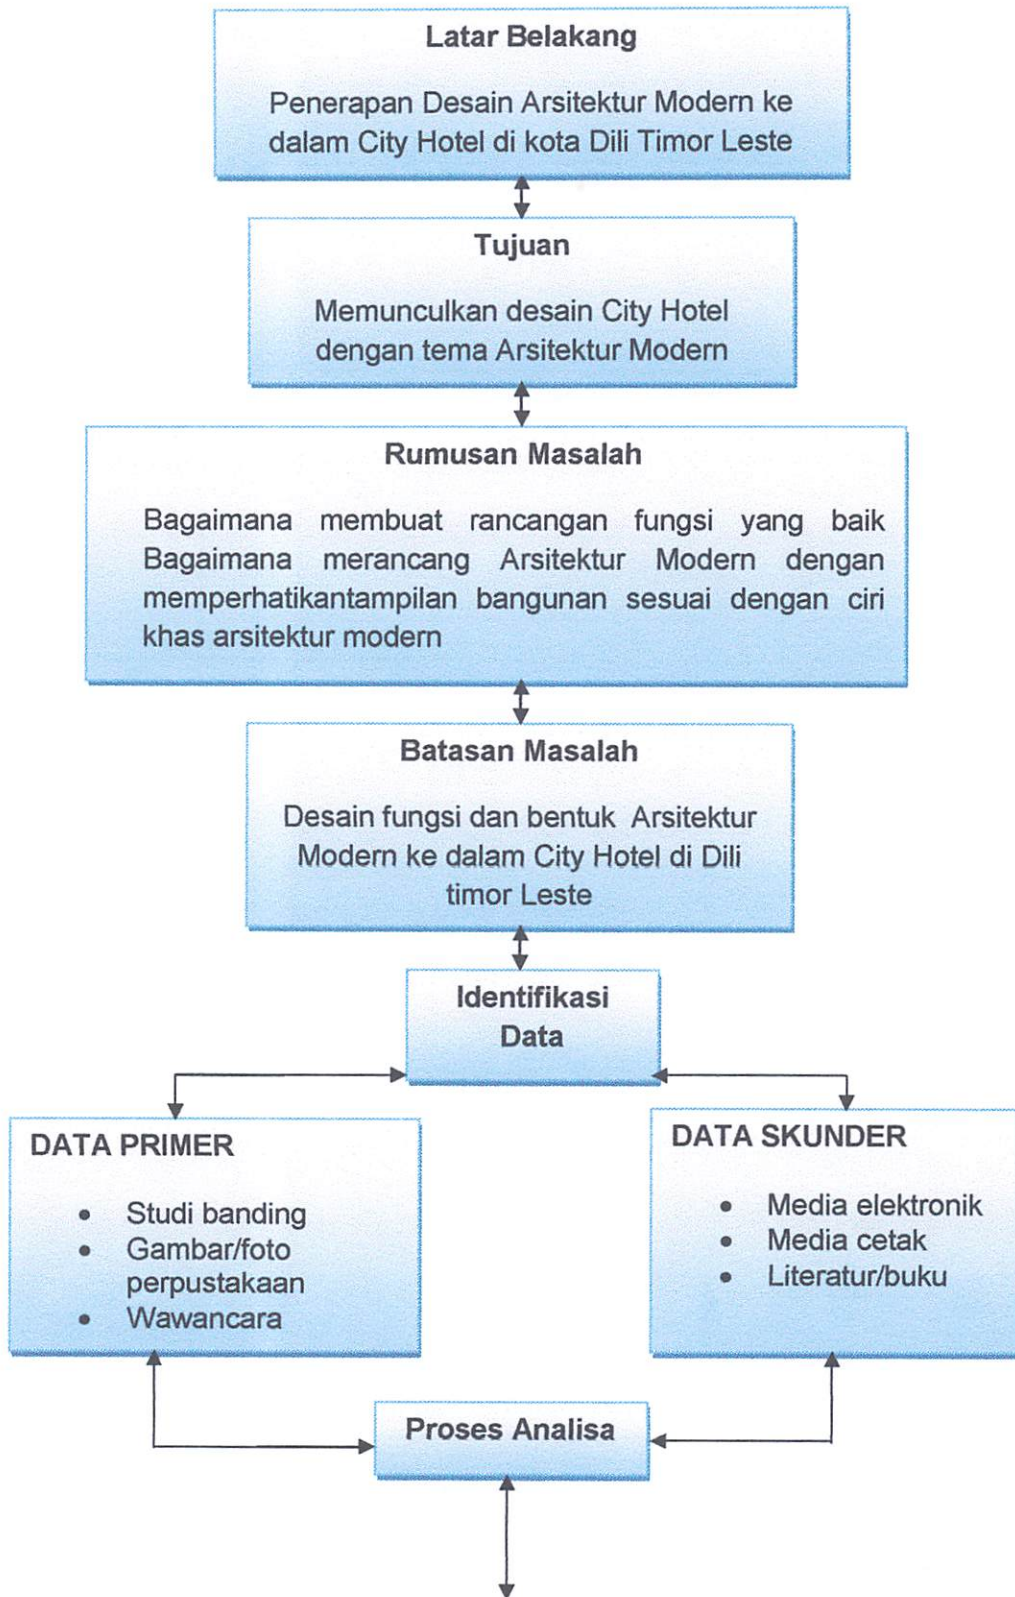 Latar Belakang
Penerapan Desain Arsitektur Modern ke
dalam City Hotel di kota Dili Timor Leste
Tujuan
Memunculkan desain City Hotel
dengan tema Arsitektur Modern
Rumusan Masalah
Bagaimana membuat rancangan fungsi yang baik
Bagaimana merancang Arsitektur Modern dengan
memperhatikantampilan bangunan sesuai dengan ciri
khas arsitektur modern
Batasan Masalah
Desain fungsi dan bentuk Arsitektur
Modern ke dalam City Hotel di Dili
timor Leste
Identifikasi
Data
DATA PRIMER
• Studi banding
• Gambar/foto
perpustakaan
• Wawancara
DATA SKUNDER
• Media elektronik
• Media cetak
• Literatur/buku
Proses Analisa